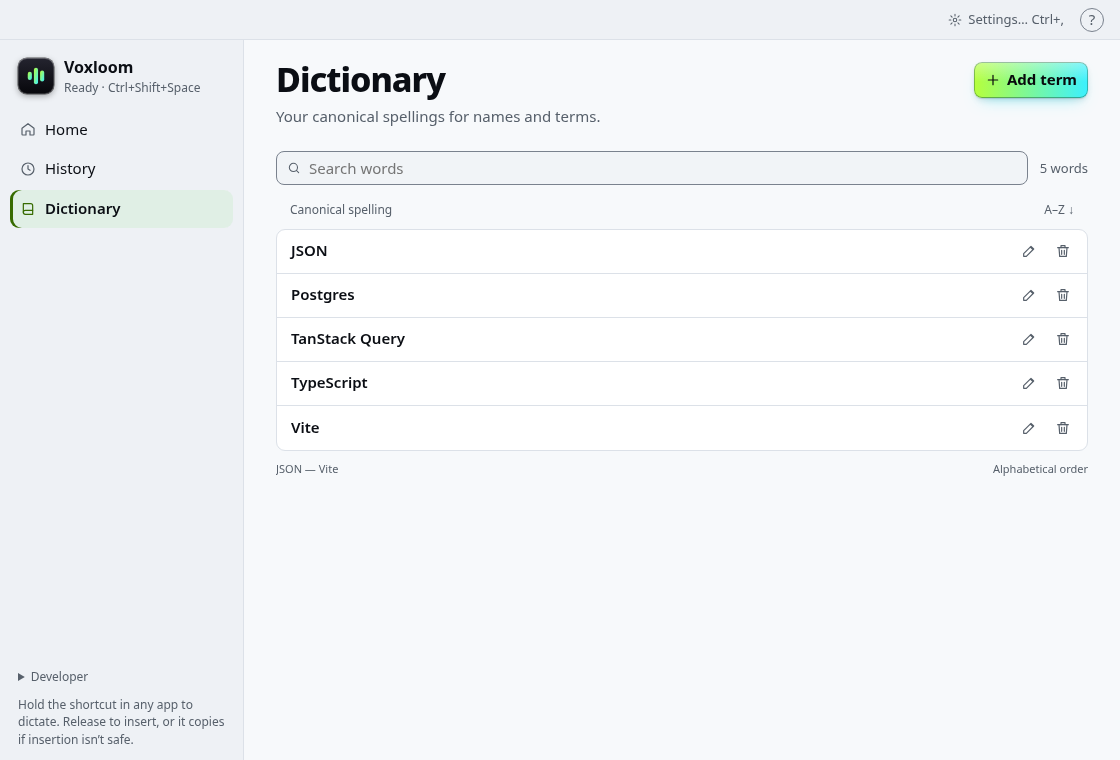 Settings... Ctrl+,
?
Voxloom
Ready · Ctrl+Shift+Space
Home
History
Dictionary
Developer
Hold the shortcut in any app to
dictate. Release to insert, or it copies
if insertion isn’t safe.
Dictionary
Add term
Your canonical spellings for names and terms.
Search words
5 words
Canonical spelling
A–Z ↓
JSON
Postgres
TanStack Query
TypeScript
Vite
JSON — Vite
Alphabetical order